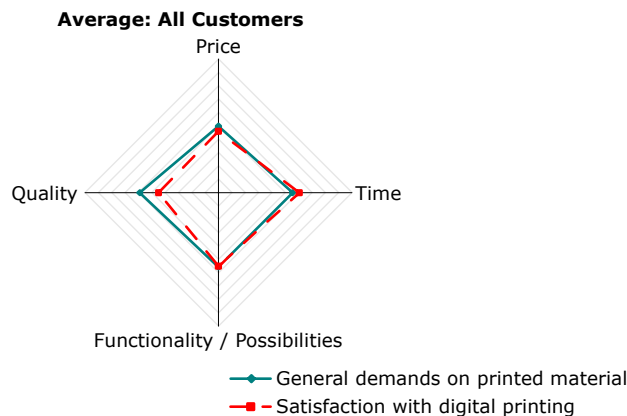 Average: All Customers
Price
Quality
Time
Functionality / Possibilities
General demands on printed material
Satisfaction with digital printing